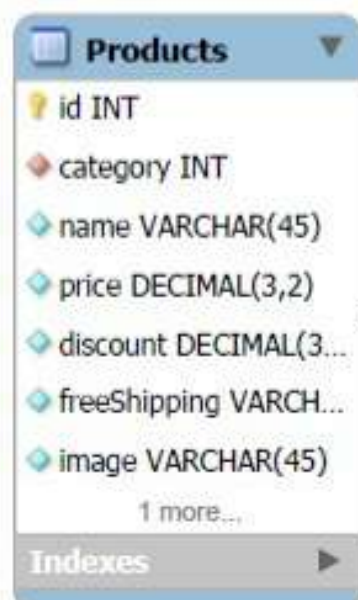 Products
id INT
category INT
name VARCHAR(45)
price DECIMAL(3,2)
discount DECIMAL(3...
freeShipping VARCH...
image VARCHAR(45)
1 more...
Indexes